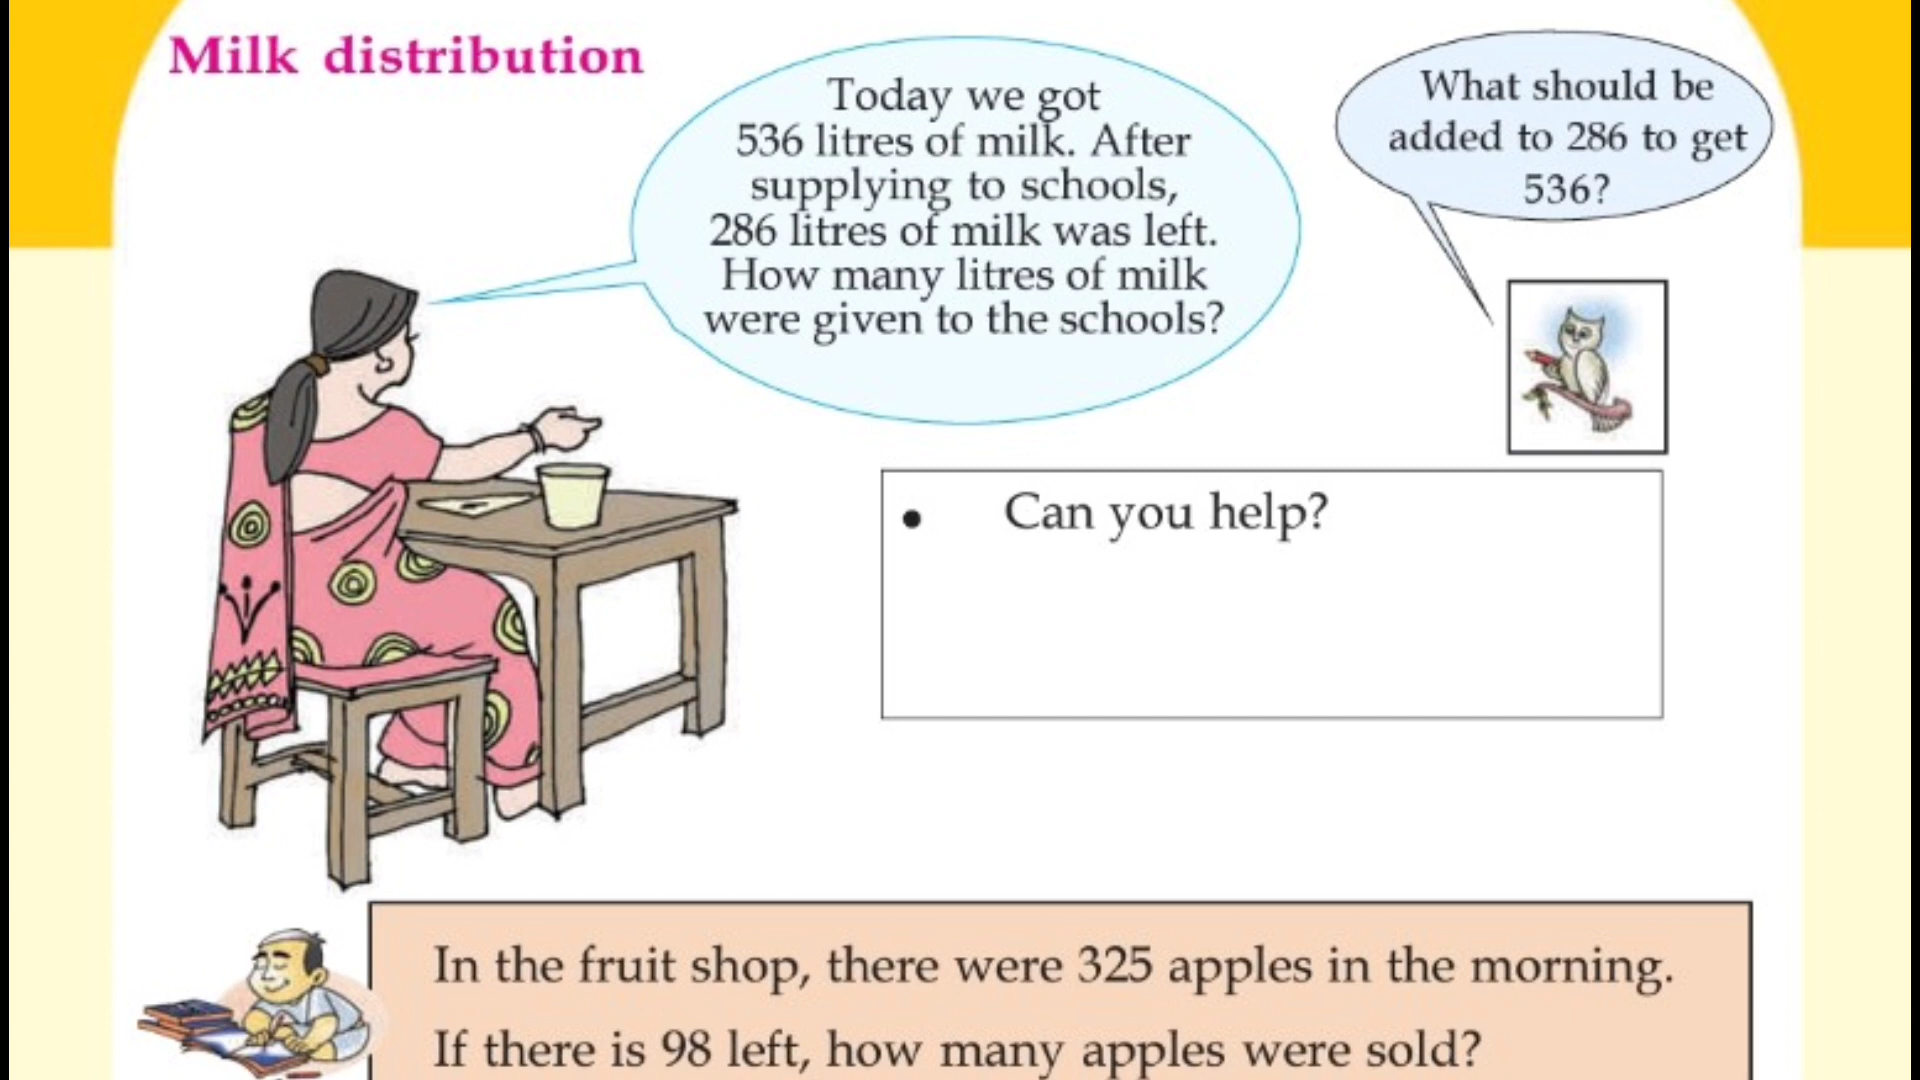 Milk distribution
Today we got
536 litres of milk. After
supplying to schools,
286 litres of milk was left.
How many litres of milk
were given to the schools?
What should be
added to 286 to get
536?
• Can you help?
In the fruit shop, there were 325 apples in the morning.
If there is 98 left, how many apples were sold?